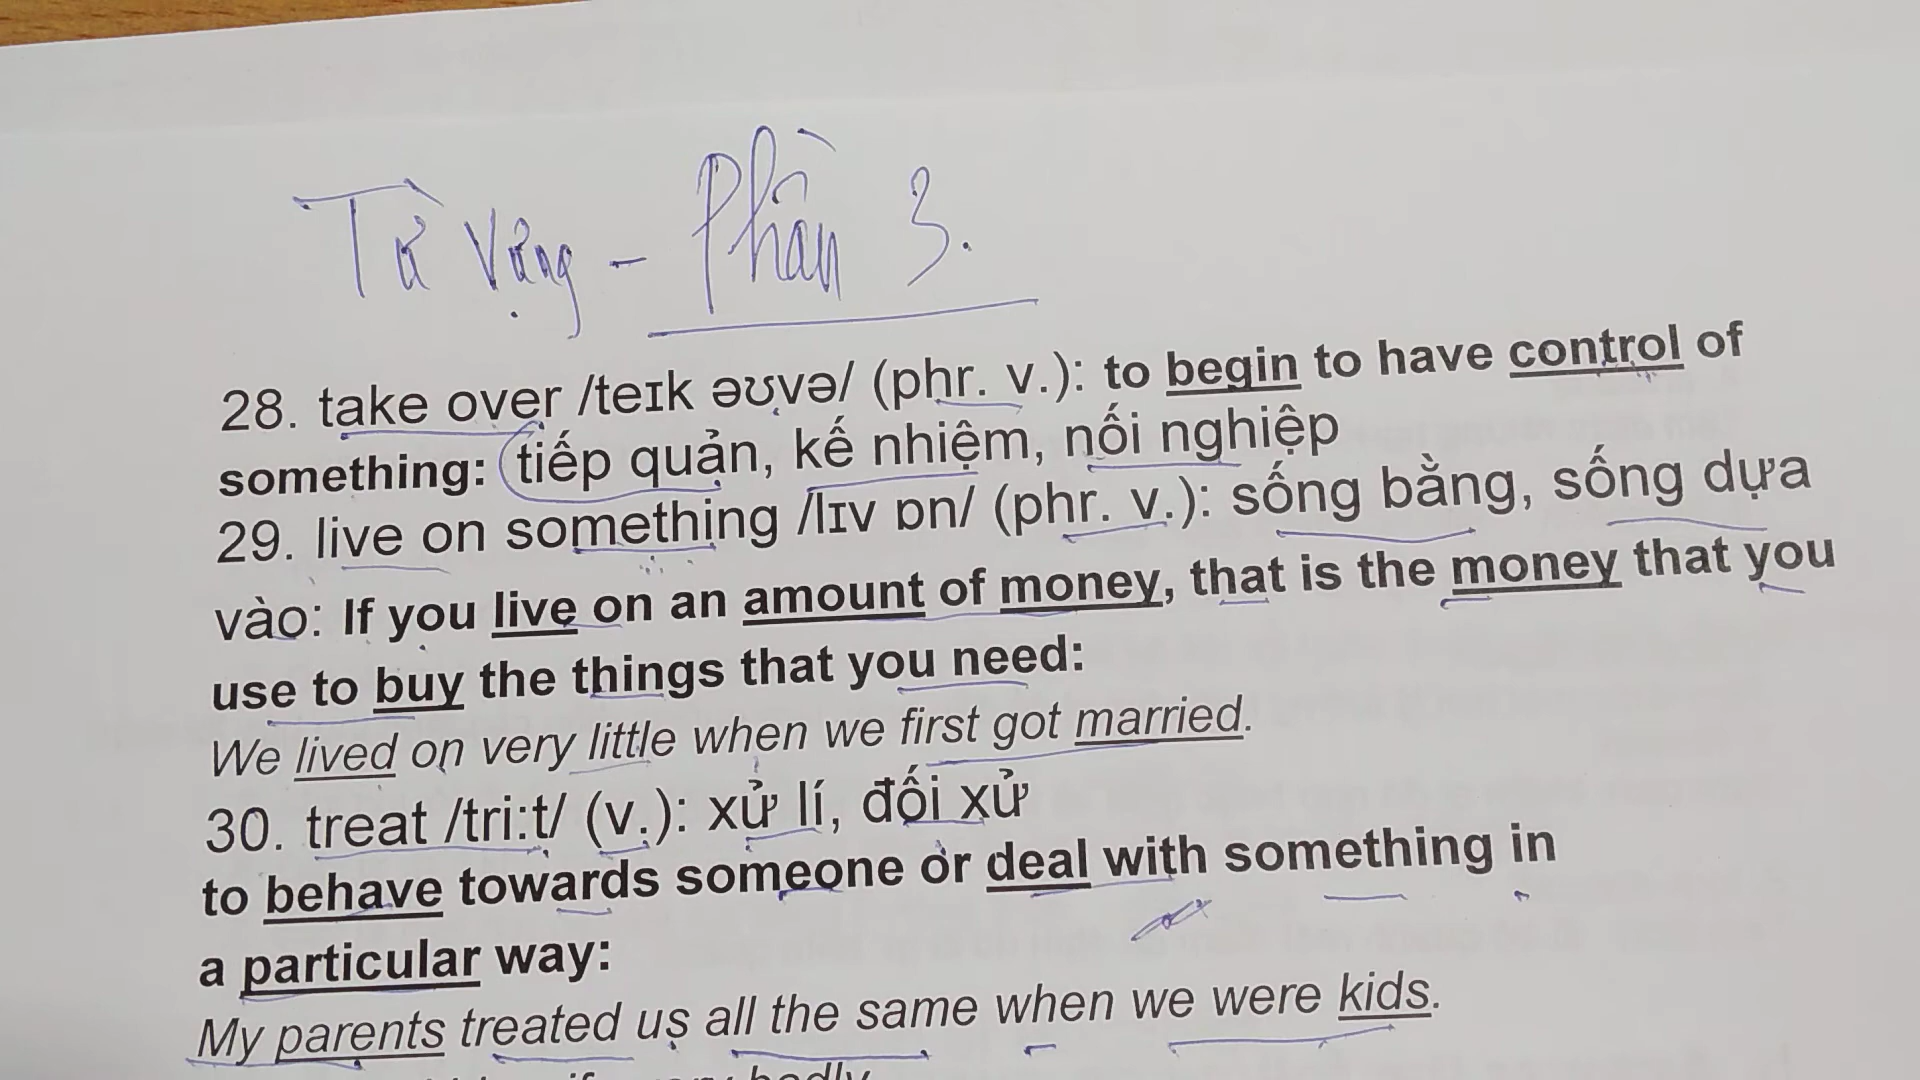 Từ vựng - Phần 3.
28. take over /teɪk əʊvə/ (phr. v.): to begin to have control of
something: tiếp quản, kế nhiệm, nối nghiệp
29. live on something /lɪv ɒn/ (phr. v.): sống bằng, sống dựa
vào: If you live on an amount of money, that is the money that you
use to buy the things that you need:
We lived on very little when we first got married.
30. treat /tri:t/ (v.): xử lí, đối xử
to behave towards someone or deal with something in
a particular way:
My parents treated us all the same when we were kids.
badly